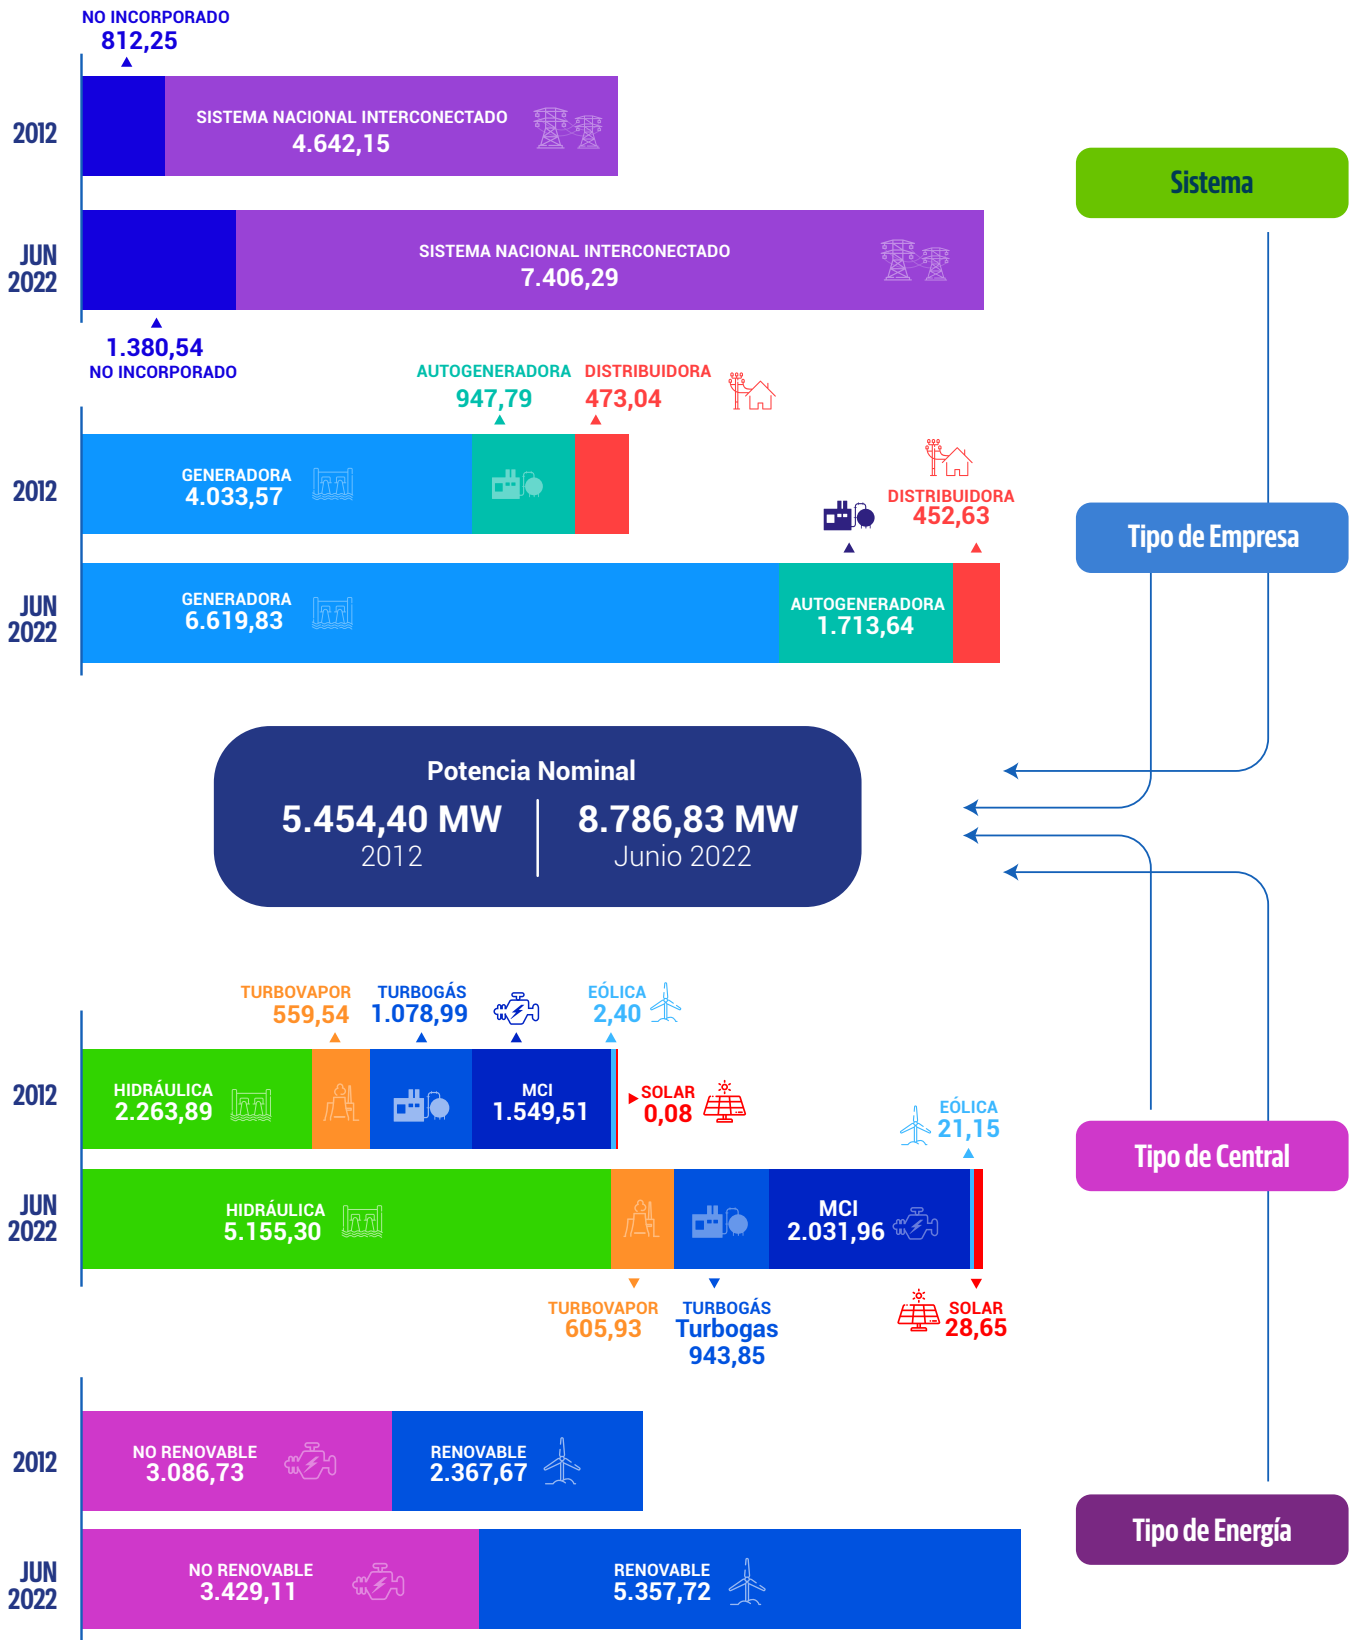 NO INCORPORADO
812,25
2012
SISTEMA NACIONAL INTERCONECTADO
4.642,15
JUN
2022
SISTEMA NACIONAL INTERCONECTADO
7.406,29
1.380,54
NO INCORPORADO
Sistema
AUTOGENERADORA
947,79
DISTRIBUIDORA
473,04
2012
GENERADORA
4.033,57
DISTRIBUIDORA
452,63
JUN
2022
GENERADORA
6.619,83
AUTOGENERADORA
1.713,64
Tipo de Empresa
Potencia Nominal
5.454,40 MW
2012
8.786,83 MW
Junio 2022
TURBOVAPOR
559,54
TURBOGÁS
1.078,99
EÓLICA
2,40
2012
HIDRÁULICA
2.263,89
MCI
1.549,51
SOLAR
0,08
EÓLICA
21,15
JUN
2022
HIDRÁULICA
5.155,30
MCI
2.031,96
TURBOVAPOR
605,93
TURBOGÁS
Turbogas
943,85
SOLAR
28,65
Tipo de Central
2012
NO RENOVABLE
3.086,73
RENOVABLE
2.367,67
JUN
2022
NO RENOVABLE
3.429,11
RENOVABLE
5.357,72
Tipo de Energía